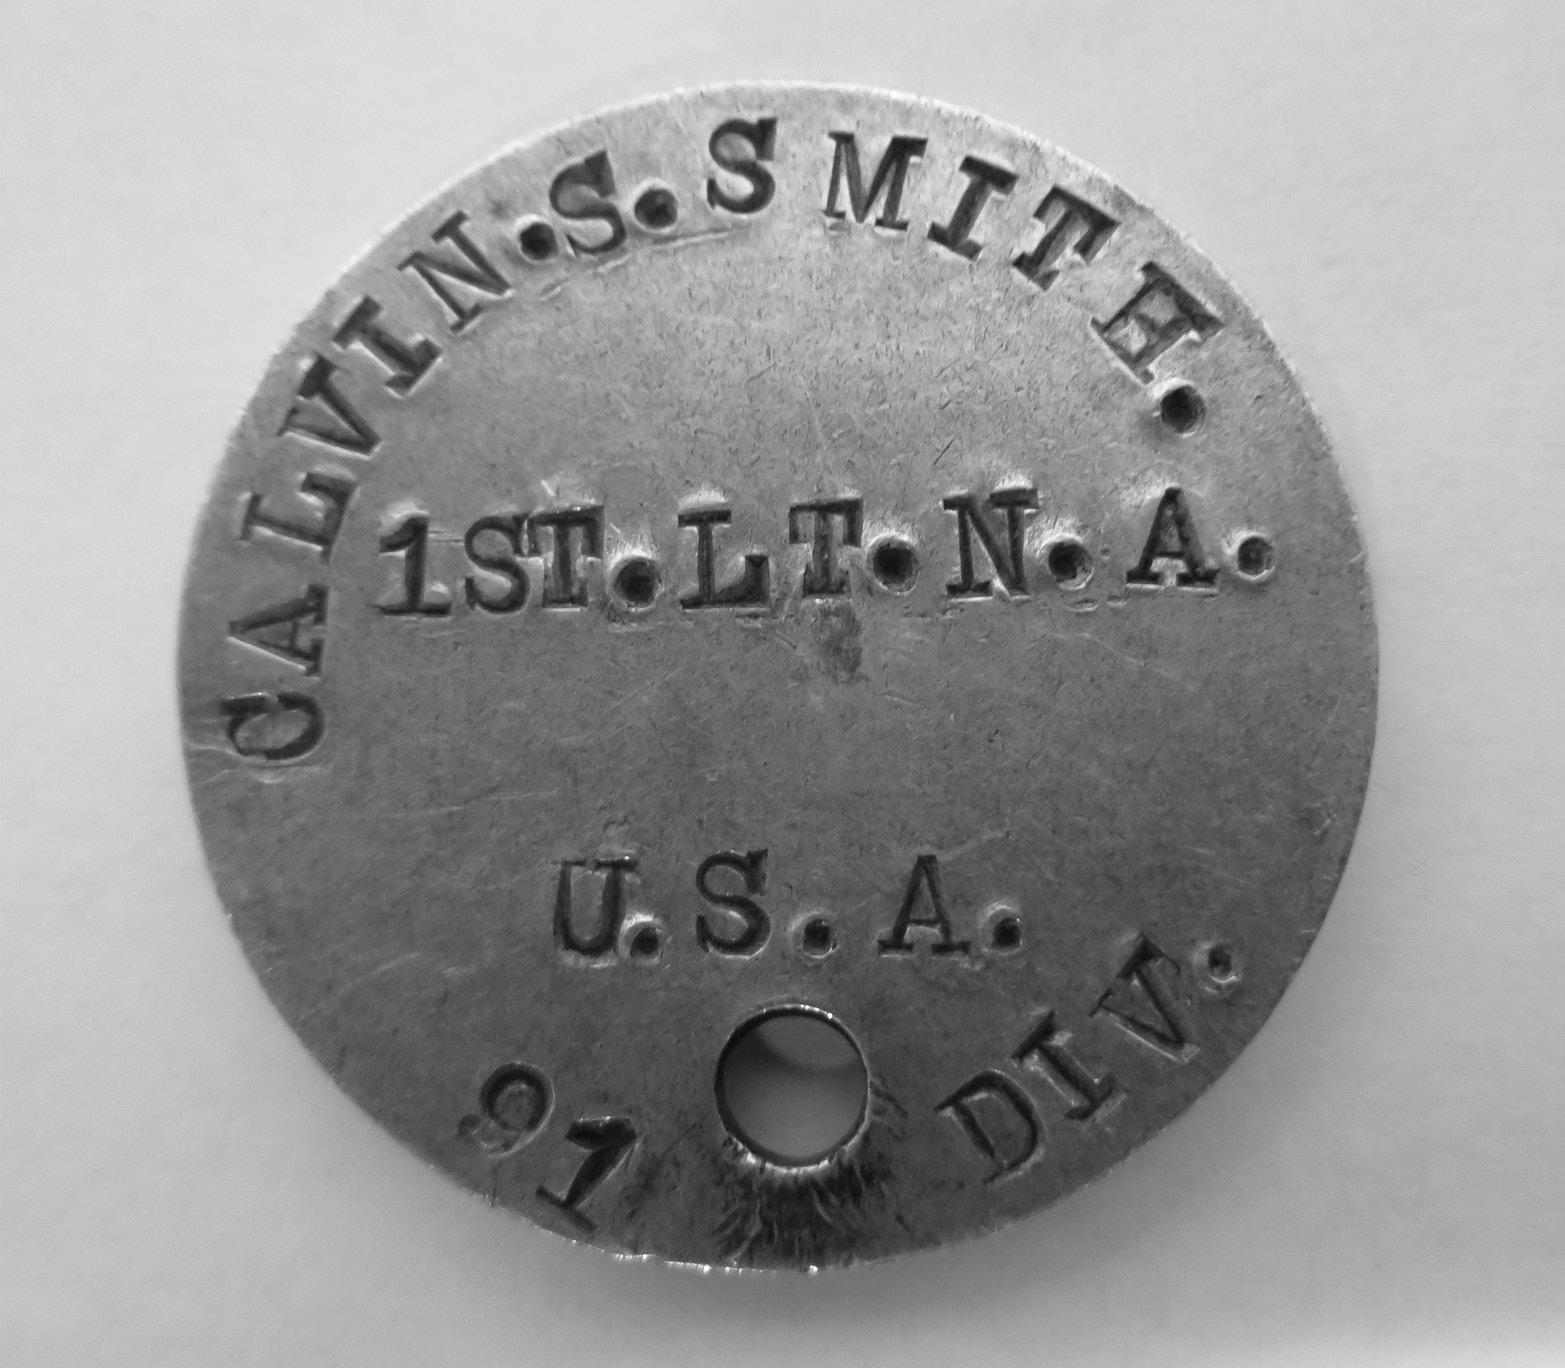 CALVIN.S.SMITH.
1ST.LT.N.A.
U.S.A.
91 DIV.